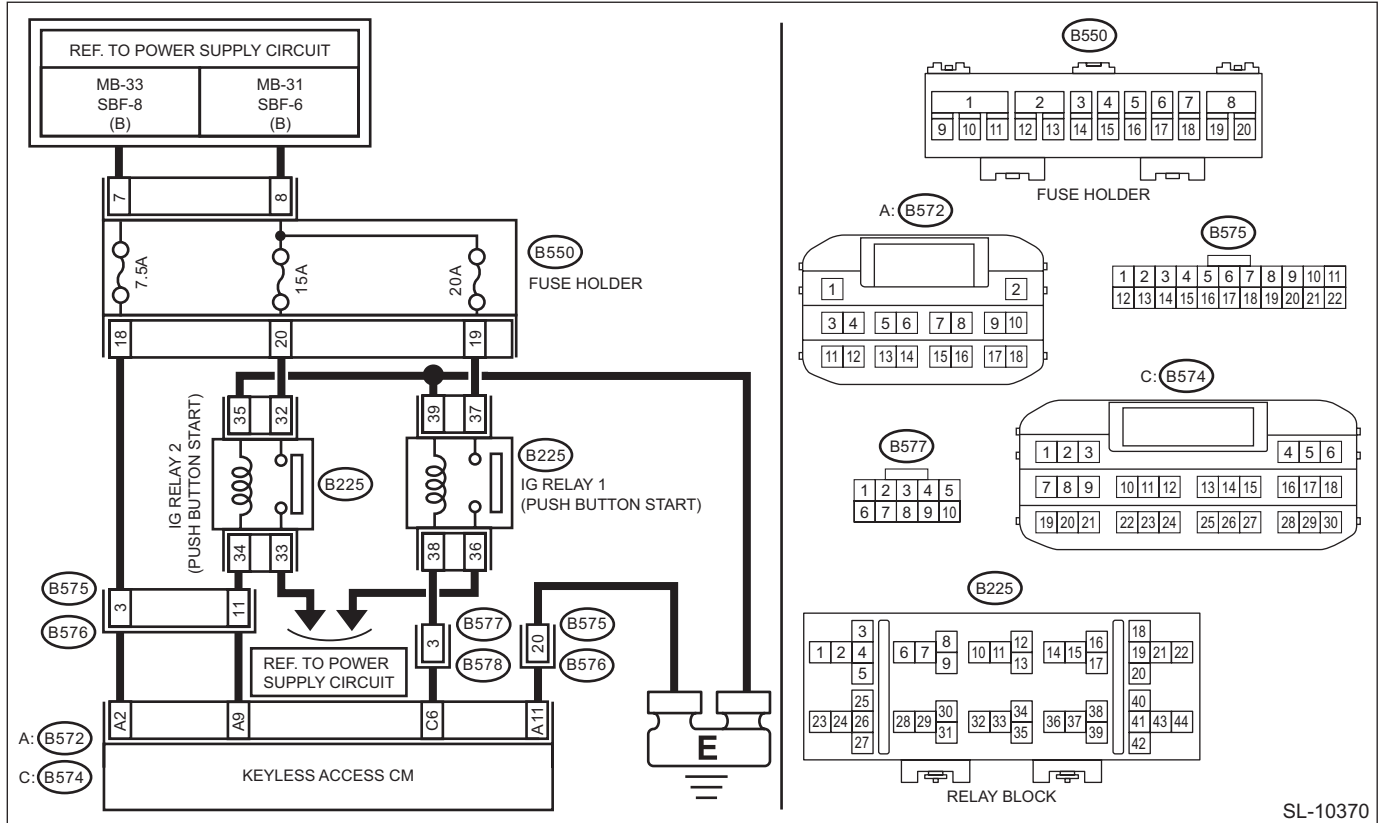 REF. TO POWER SUPPLY CIRCUIT
MB-33
SBF-8
(B)
MB-31
SBF-6
(B)
7
8
7.5A
15A
20A
B550
FUSE HOLDER
18
20
19
35
32
39
37
IG RELAY 2
(PUSH BUTTON START)
B225
B225
IG RELAY 1
(PUSH BUTTON START)
34
33
38
36
B575
3
11
B576
REF. TO POWER
SUPPLY CIRCUIT
3
B577
B578
20
B575
B576
A2
A9
C6
A11
A: B572
C: B574
KEYLESS ACCESS CM
E
B550
1 2 3 4 5 6 7 8
9 10 11 12 13 14 15 16 17 18 19 20
FUSE HOLDER
A: B572
1 2
3 4 5 6 7 8 9 10
11 12 13 14 15 16 17 18
B575
1 2 3 4 5 6 7 8 9 10 11
12 13 14 15 16 17 18 19 20 21 22
C: B574
1 2 3 4 5 6
7 8 9 10 11 12 13 14 15 16 17 18
19 20 21 22 23 24 25 26 27 28 29 30
B577
1 2 3 4 5
6 7 8 9 10
B225
3
1 2 4
5
6 7 8
9
10 11 12
13
14 15 16
17
18
19 21 22
20
25
23 24 26
27
28 29 30
31
32 33 34
35
36 37 38
39
40
41 43 44
42
RELAY BLOCK
SL-10370